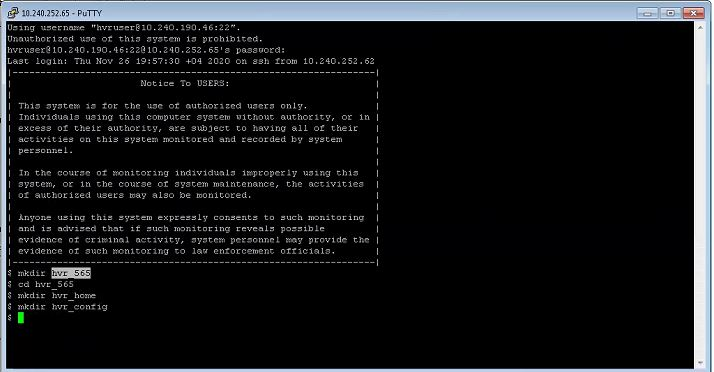 10.240.252.65 - PuTTY
Using username "hvruser@10.240.190.46:22".
Unauthorized use of this system is prohibited.
hvruser@10.240.190.46:22@10.240.252.65's password:
Last login: Thu Nov 26 19:57:30 +04 2020 on ssh from 10.240.252.62
|---------------------------------------------------------------|
| Notice To USERS: |
| |
| This system is for the use of authorized users only. |
| Individuals using this computer system without authority, or in |
| excess of their authority, are subject to having all of their |
| activities on this system monitored and recorded by system |
| personnel. |
| |
| In the course of monitoring individuals improperly using this |
| system, or in the course of system maintenance, the activities |
| of authorized users may also be monitored. |
| |
| Anyone using this system expressly consents to such monitoring |
| and is advised that if such monitoring reveals possible |
| evidence of criminal activity, system personnel may provide the |
| evidence of such monitoring to law enforcement officials. |
|---------------------------------------------------------------|
$ mkdir hvr_565
$ cd hvr_565
$ mkdir hvr_home
$ mkdir hvr_config
$